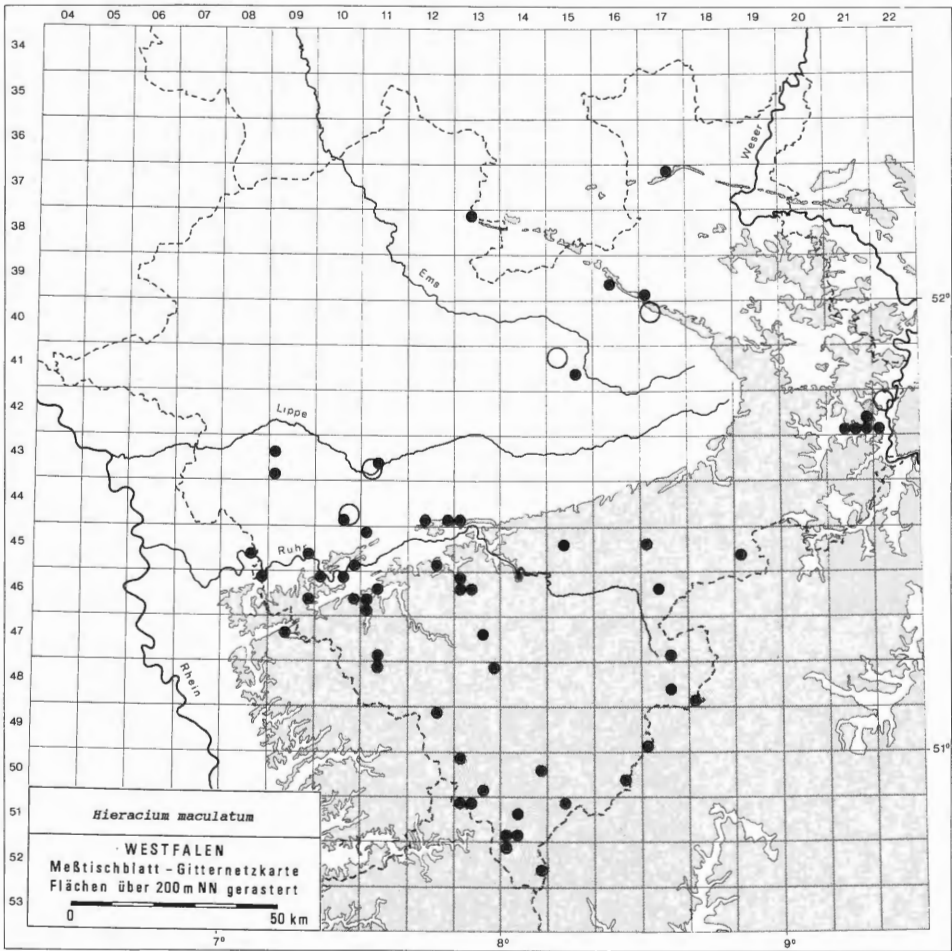 04 05 06 07 08 09 10 11 12 13 14 15 16 17 18 19 20 21 22
34
35
36
37
38
39
40
41
42
43
44
45
46
47
48
49
50
51
52
53
Weser
Ems
52°
Lippe
Ruhr
Rhein
51°
Hieracium maculatum
WESTFALEN
Meßtischblatt - Gitternetzkarte
Flächen über 200 m NN gerastert
0 50 km
7° 8° 9°